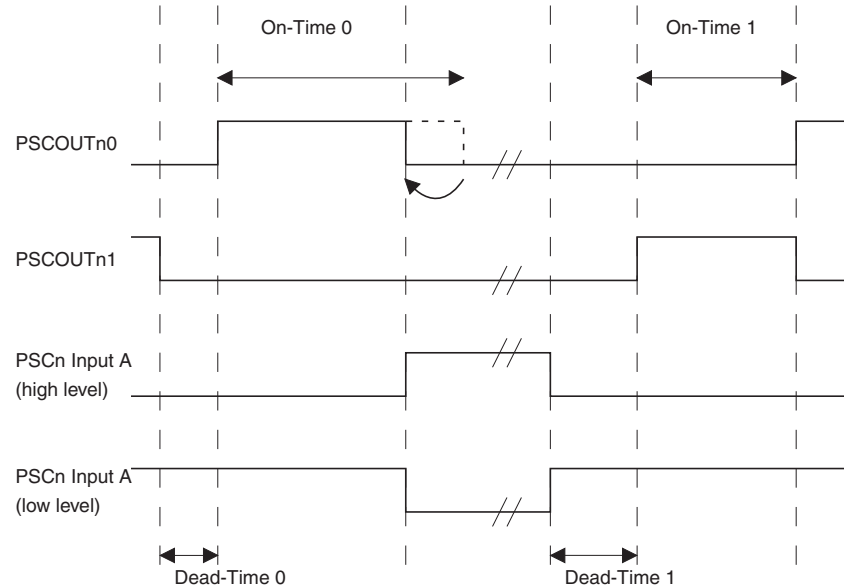 On-Time 0
On-Time 1
PSCOUTn0
PSCOUTn1
PSCn Input A
(high level)
PSCn Input A
(low level)
Dead-Time 0
Dead-Time 1